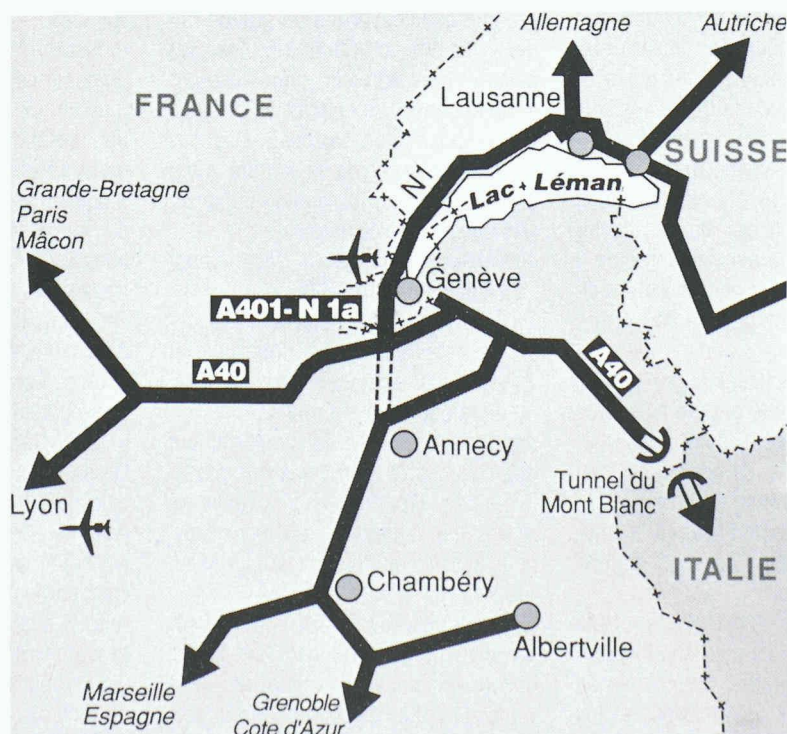 Allemagne
Autriche
FRANCE
Lausanne
SUISSE
N1
Lac Léman
Grande-Bretagne
Paris
Mâcon
Genève
A401- N 1a
A40
A40
Annecy
Lyon
Tunnel du
Mont Blanc
ITALIE
Chambéry
Albertville
Marseille
Espagne
Grenoble
Cote d'Azur